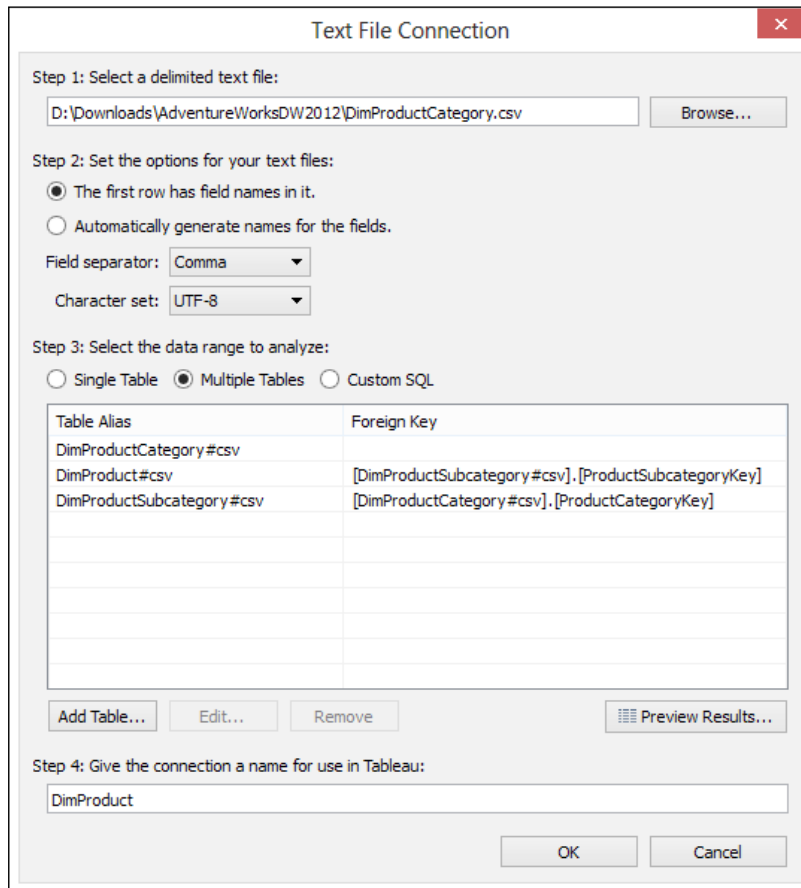 Text File Connection
Step 1: Select a delimited text file:
D:\Downloads\AdventureWorksDW2012\DimProductCategory.csv Browse...
Step 2: Set the options for your text files:
The first row has field names in it.
Automatically generate names for the fields.
Field separator: Comma
Character set: UTF-8
Step 3: Select the data range to analyze:
Single Table Multiple Tables Custom SQL
Table Alias Foreign Key
DimProductCategory#csv
DimProduct#csv [DimProductSubcategory#csv].[ProductSubcategoryKey]
DimProductSubcategory#csv [DimProductCategory#csv].[ProductCategoryKey]
Add Table... Edit... Remove Preview Results...
Step 4: Give the connection a name for use in Tableau:
DimProduct
OK Cancel